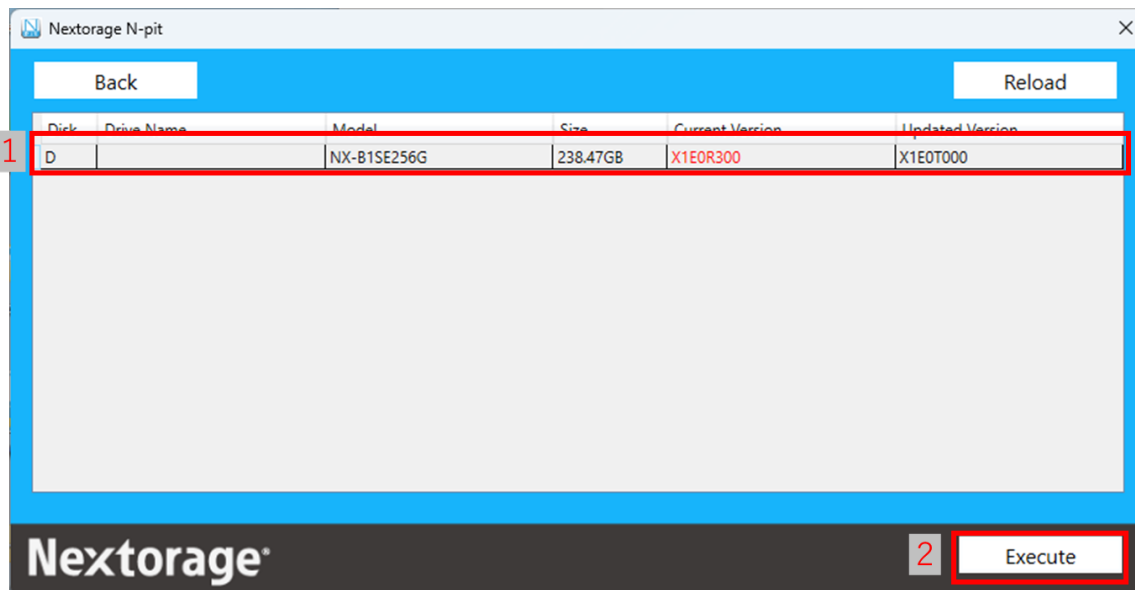 Nextorage N-pit
Back
Reload
Disk Drive Name Model Size Current Version Updated Version
1
D NX-B1SE256G 238.47GB X1E0R300 X1E0T000
Nextorage
2
Execute